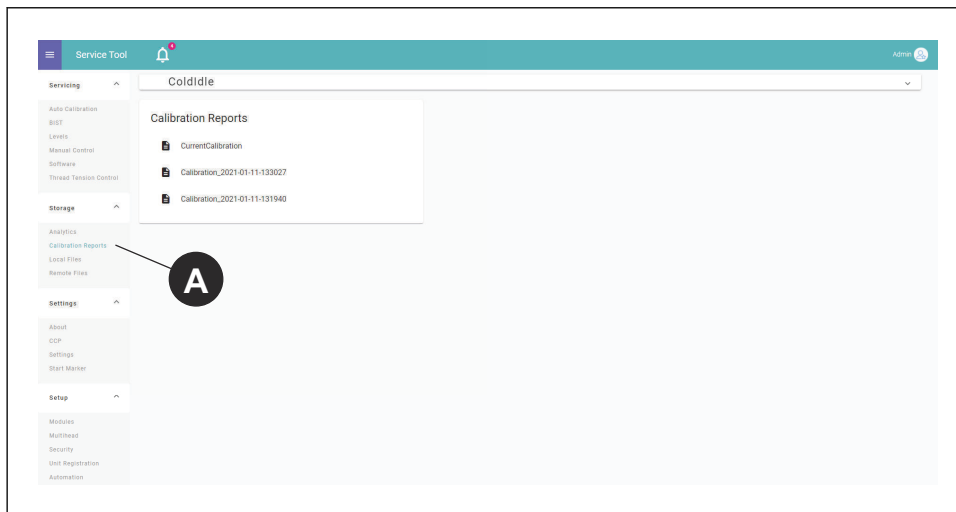 Service Tool
4
Admin
Servicing
Auto Calibration
BIST
Levels
Manual Control
Software
Thread Tension Control
Storage
Analytics
Calibration Reports
Local Files
Remote Files
Settings
About
CCP
Settings
Start Marker
Setup
Modules
Multihead
Security
Unit Registration
Automation
ColdIdle
Calibration Reports
CurrentCalibration
Calibration_2021-01-11-133027
Calibration_2021-01-11-131940
A